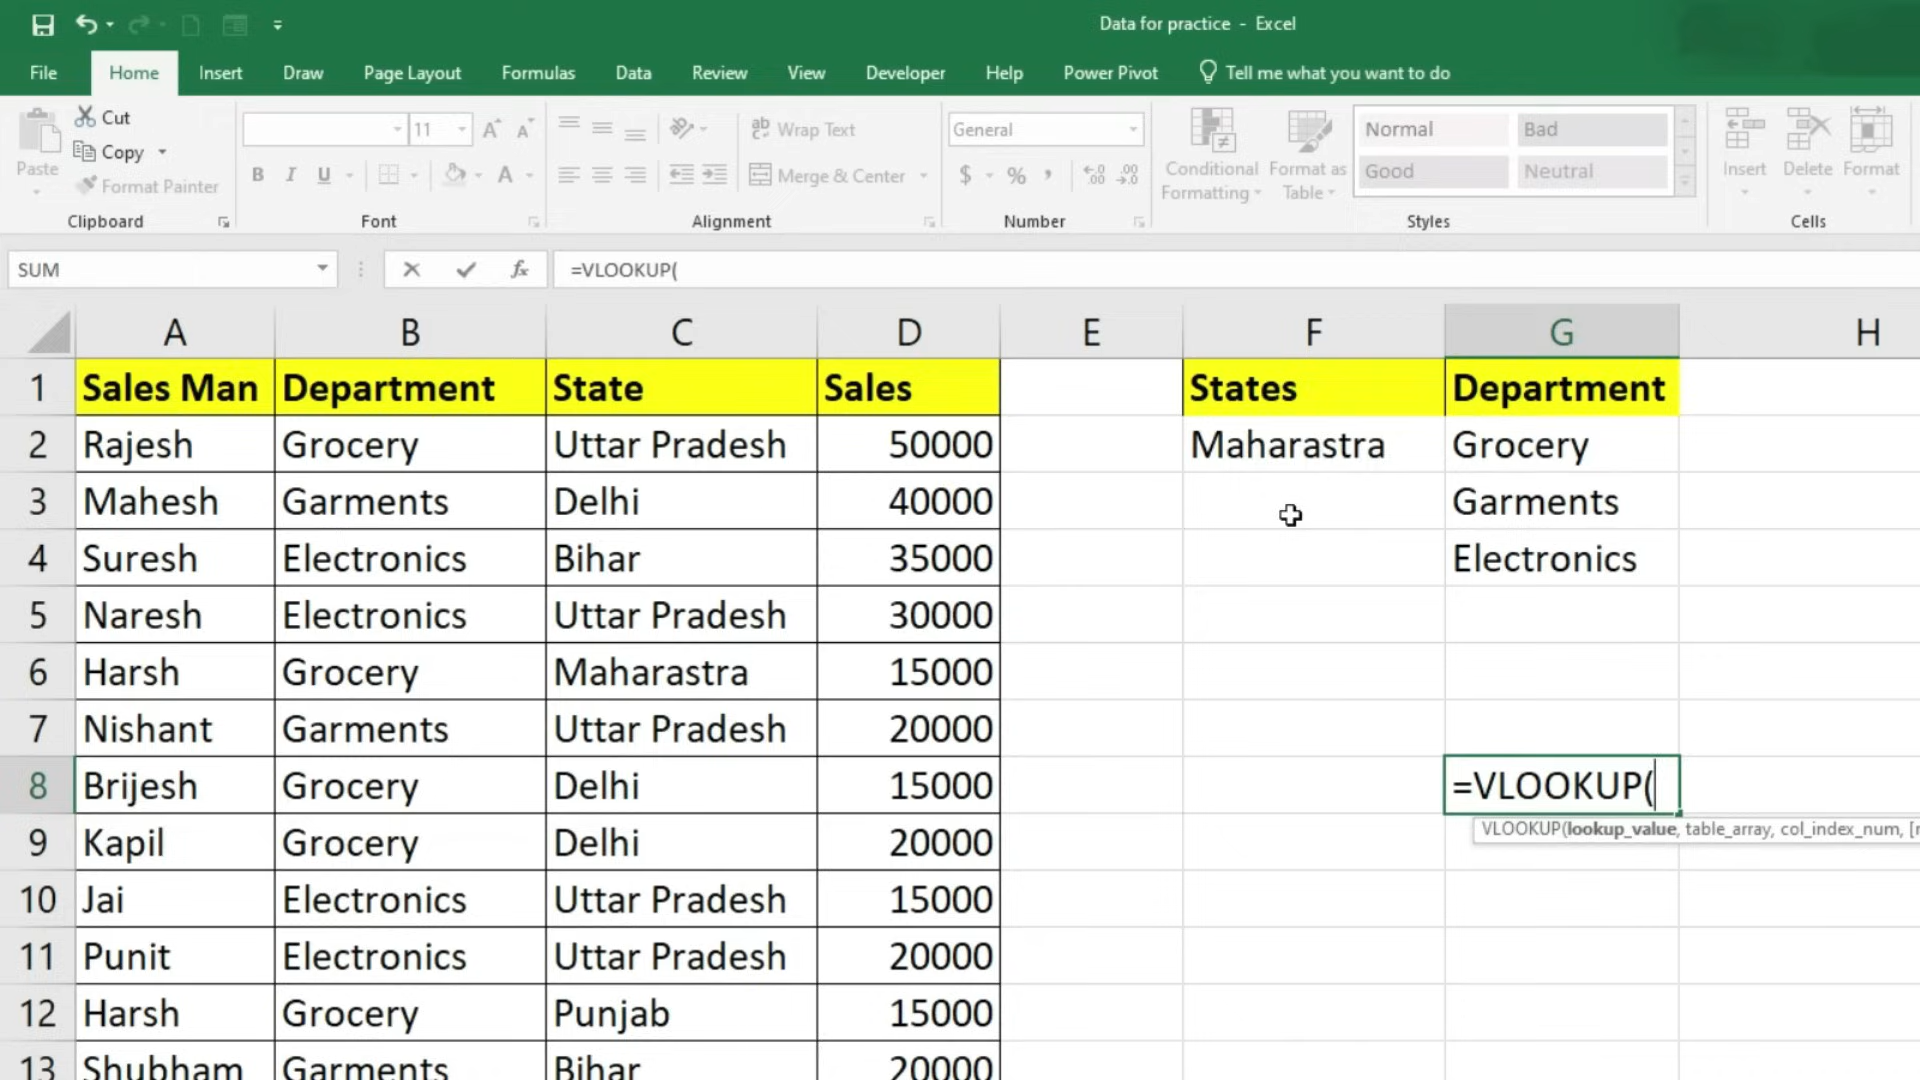 Data for practice - Excel
File Home Insert Draw Page Layout Formulas Data Review View Developer Help Power Pivot Tell me what you want to do
Paste Cut Copy Format Painter Clipboard
11 A A B I U A Font
ab Wrap Text Merge & Center Alignment
General $ % , Number
Conditional Formatting Format as Table Normal Bad Good Neutral Styles
Insert Delete Format Cells
SUM fx =VLOOKUP(
A B C D E F G H
1 Sales Man Department State Sales States Department
2 Rajesh Grocery Uttar Pradesh 50000 Maharastra Grocery
3 Mahesh Garments Delhi 40000 Garments
4 Suresh Electronics Bihar 35000 Electronics
5 Naresh Electronics Uttar Pradesh 30000
6 Harsh Grocery Maharastra 15000
7 Nishant Garments Uttar Pradesh 20000
8 Brijesh Grocery Delhi 15000 =VLOOKUP(
VLOOKUP(lookup_value, table_array, col_index_num, [r
9 Kapil Grocery Delhi 20000
10 Jai Electronics Uttar Pradesh 15000
11 Punit Electronics Uttar Pradesh 20000
12 Harsh Grocery Punjab 15000
13 Shubham Garments Bihar 20000